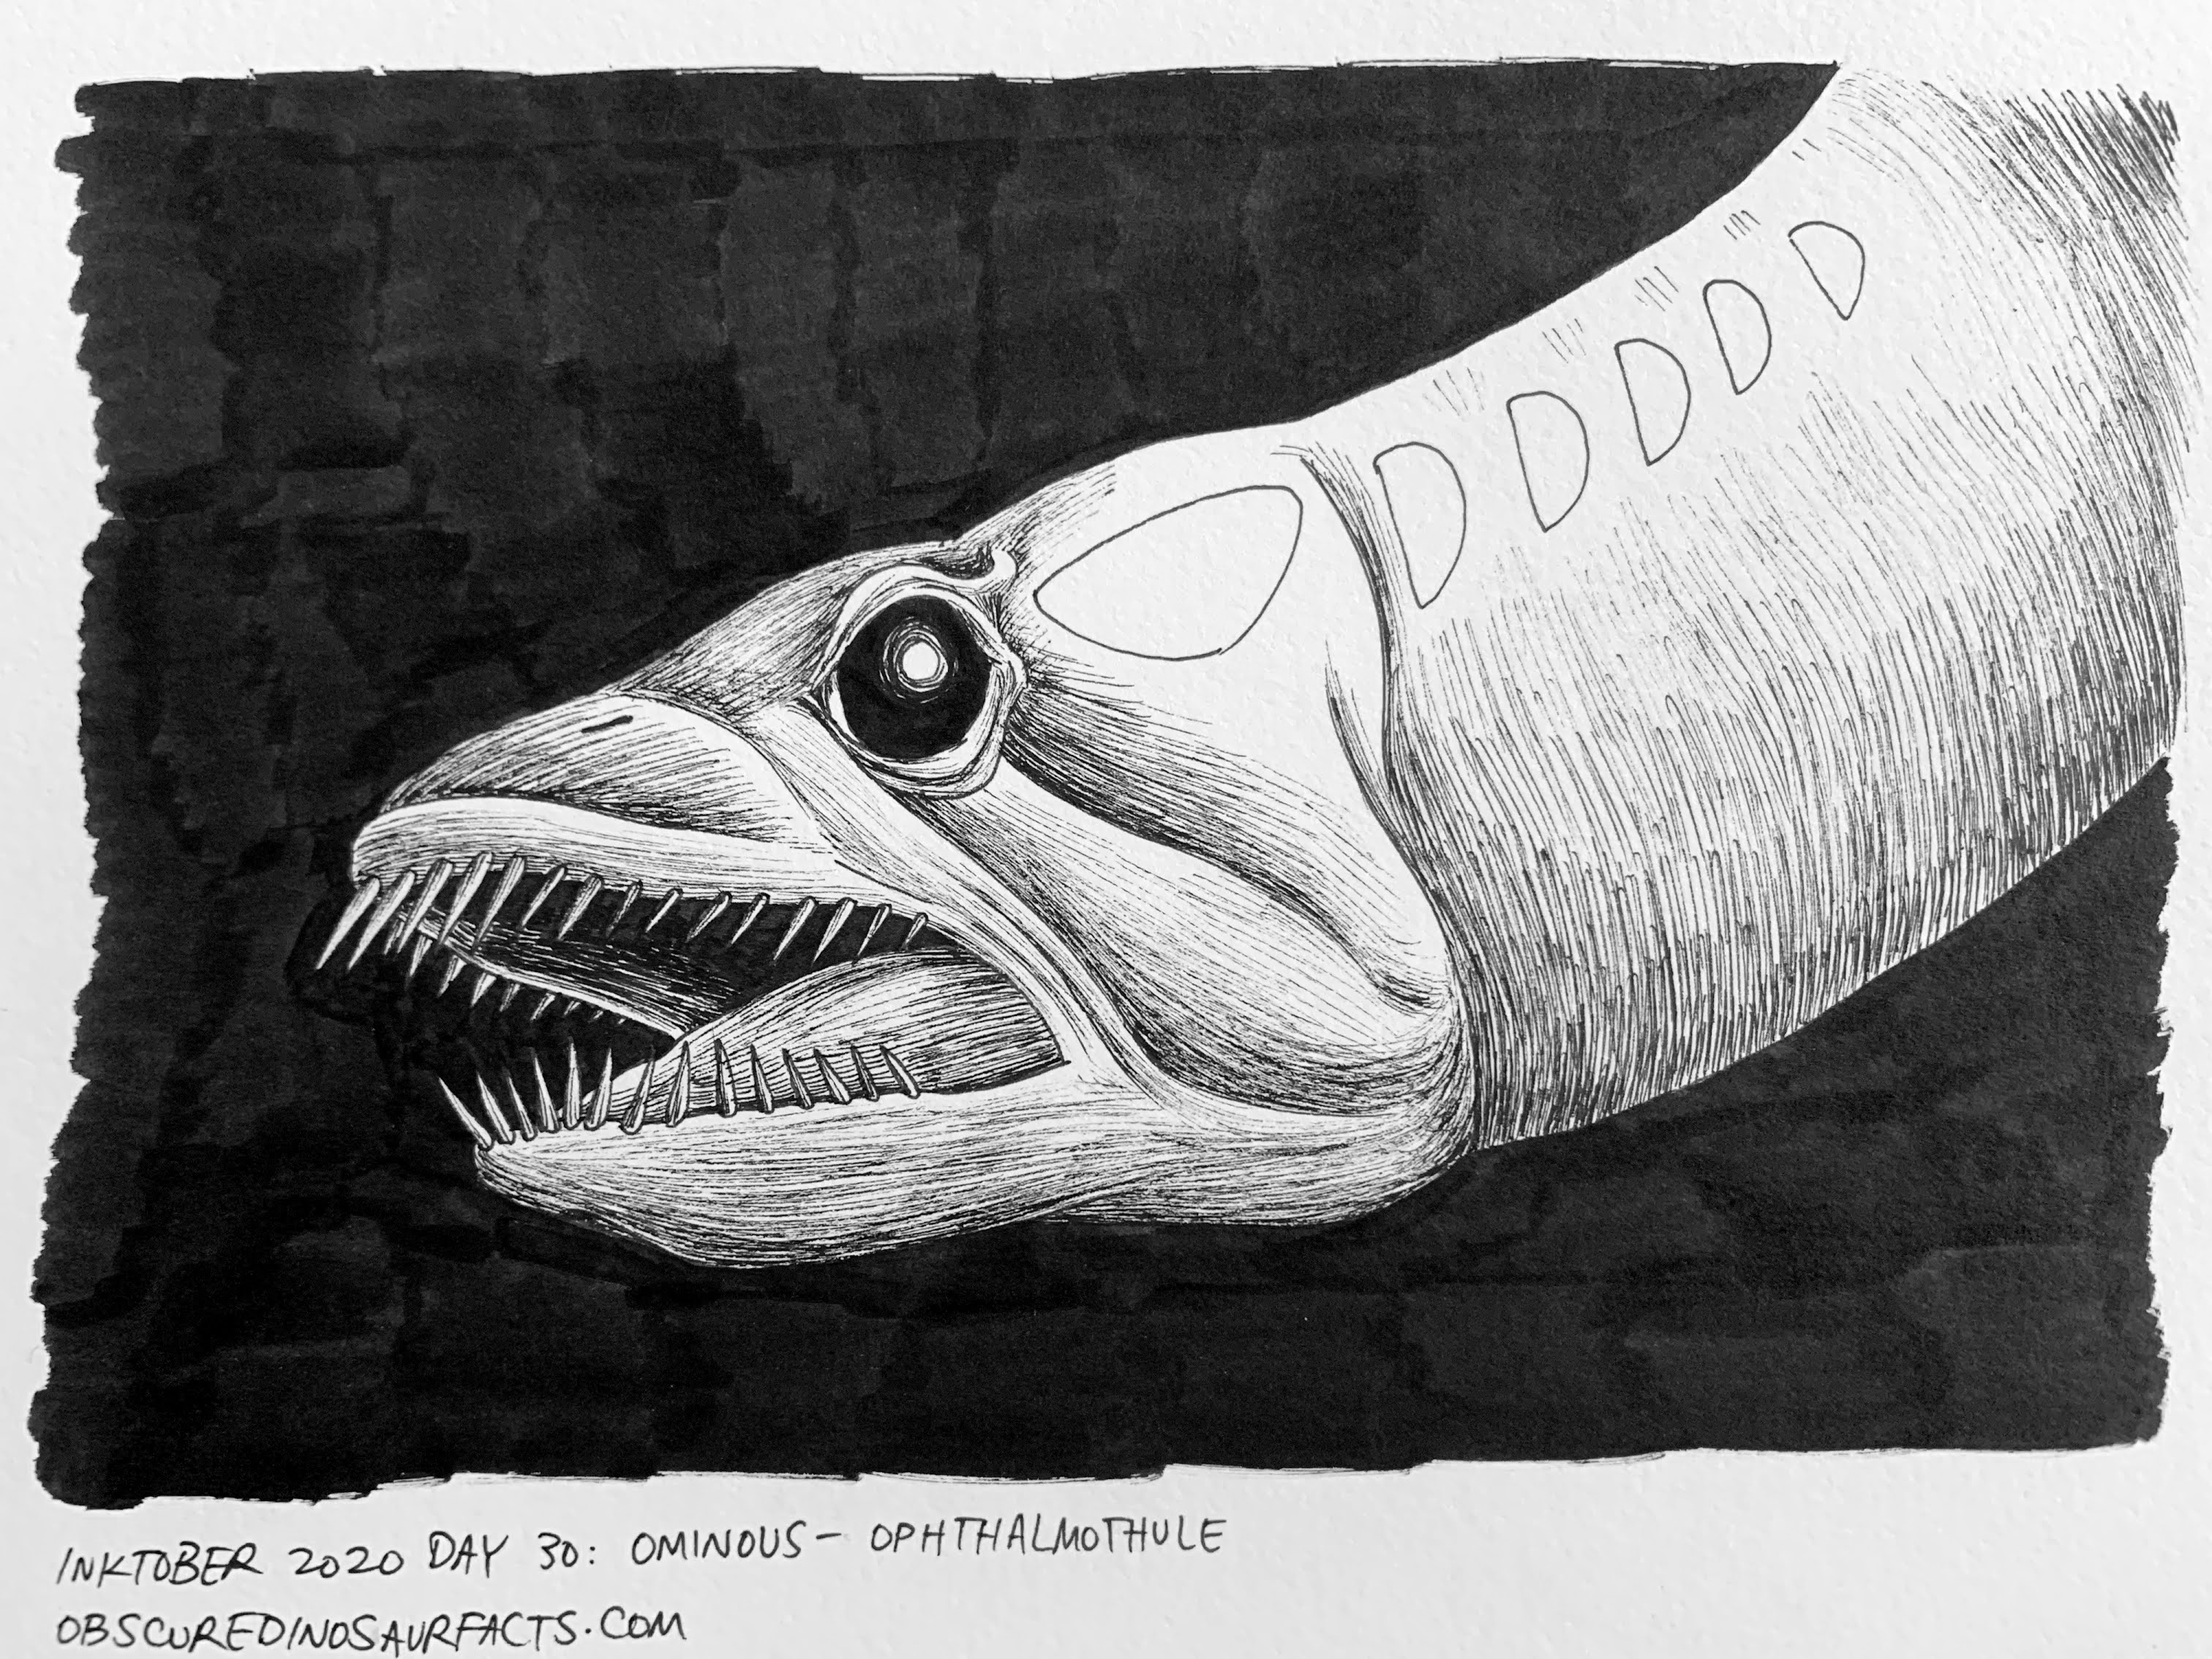 INKTOBER 2020 DAY 30: OMINOUS- OPHTHALMOTHULE
OBSCUREDINOSAURFACTS.COM